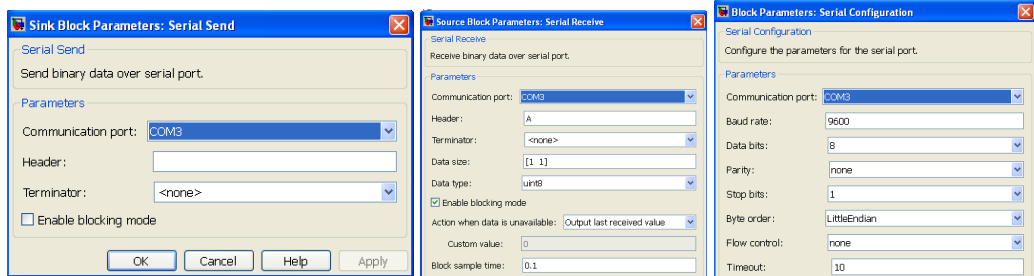 Sink Block Parameters: Serial Send
Serial Send
Send binary data over serial port.
Parameters
Communication port: COM3
Header:
Terminator: <none>
Enable blocking mode
OK Cancel Help Apply
Source Block Parameters: Serial Receive
Serial Receive
Receive binary data over serial port.
Parameters
Communication port: COM3
Header: A
Terminator: <none>
Data size: [1 1]
Data type: uint8
Enable blocking mode
Action when data is unavailable: Output last received value
Custom value: 0
Block sample time: 0.1
Block Parameters: Serial Configuration
Serial Configuration
Configure the parameters for the serial port.
Parameters
Communication port: COM3
Baud rate: 9600
Data bits: 8
Parity: none
Stop bits: 1
Byte order: LittleEndian
Flow control: none
Timeout: 10